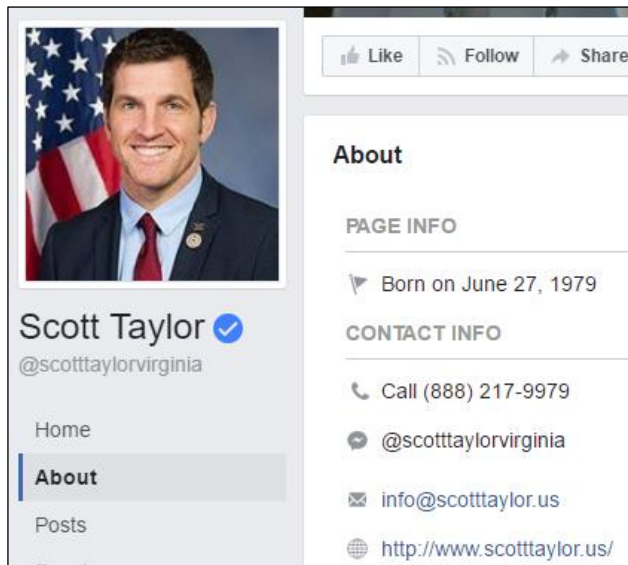 Scott Taylor
@scotttaylorvirginia
Home
About
Posts
Like Follow Share
About
PAGE INFO
Born on June 27, 1979
CONTACT INFO
Call (888) 217-9979
@scotttaylorvirginia
info@scotttaylor.us
http://www.scotttaylor.us/